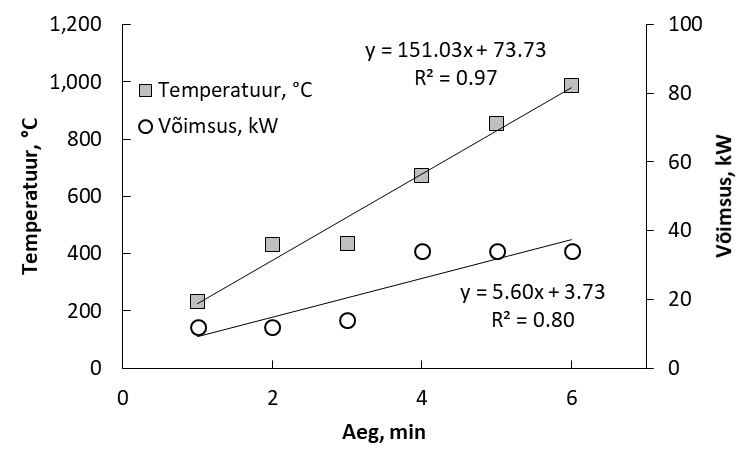 1,200
1,000
800
600
400
200
0
Temperatuur, °C
100
80
60
40
20
0
Võimsus, kW
0
2
4
6
Aeg, min
Temperatuur, °C
Võimsus, kW
y = 151.03x + 73.73
R² = 0.97
y = 5.60x + 3.73
R² = 0.80